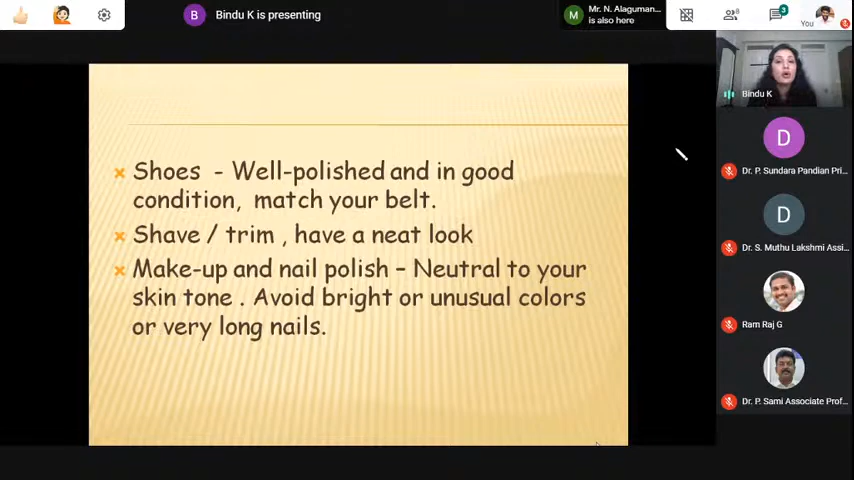 B
Bindu K is presenting
M
Mr. N. Alaguman...
is also here
8
3
You
Bindu K
Shoes - Well-polished and in good
condition, match your belt.
Shave / trim , have a neat look
Make-up and nail polish – Neutral to your
skin tone . Avoid bright or unusual colors
or very long nails.
D
Dr. P. Sundara Pandian Pri...
D
Dr. S. Muthu Lakshmi Assi...
Ram Raj G
Dr. P. Sami Associate Prof...